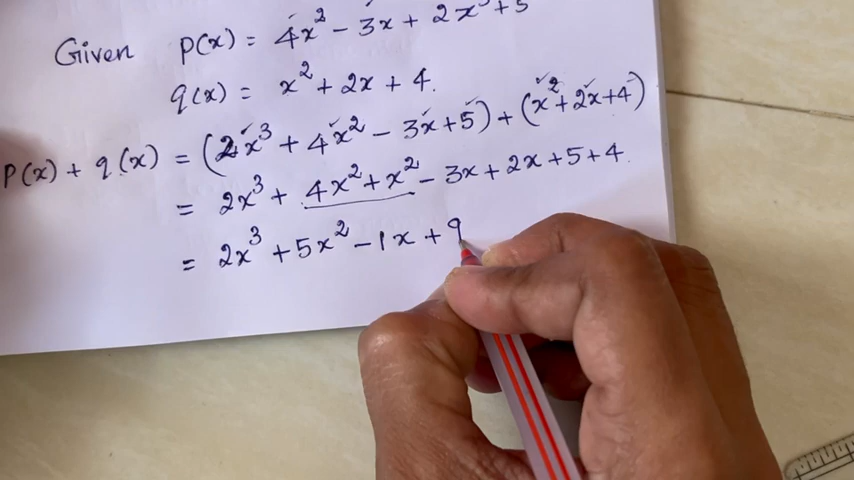 Given p(x) = 4x² - 3x + 2x³ + 5
q(x) = x² + 2x + 4.
p(x) + q(x) = (2x³ + 4x² - 3x + 5) + (x² + 2x + 4)
= 2x³ + 4x² + x² - 3x + 2x + 5 + 4.
= 2x³ + 5x² - 1x + 9